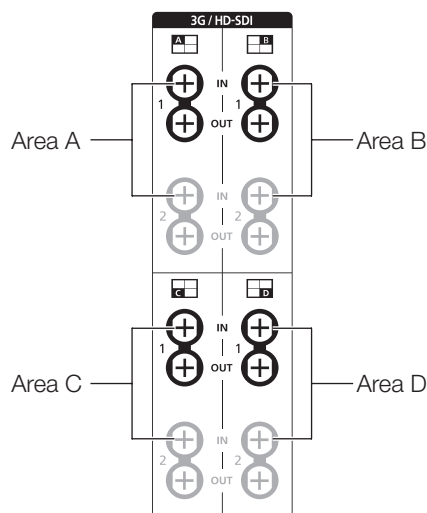 3G / HD-SDI
A B
IN
1 1
OUT
Area A Area B
IN
2 2
OUT
C D
IN
1 1
OUT
Area C Area D
IN
2 2
OUT